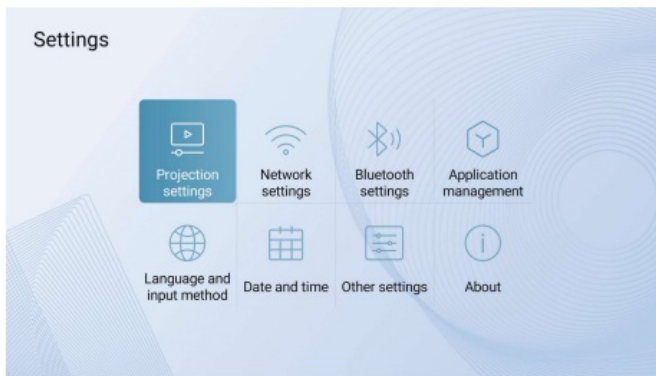 Settings
Projection
settings
Network
settings
Bluetooth
settings
Application
management
Language and
input method
Date and time
Other settings
About